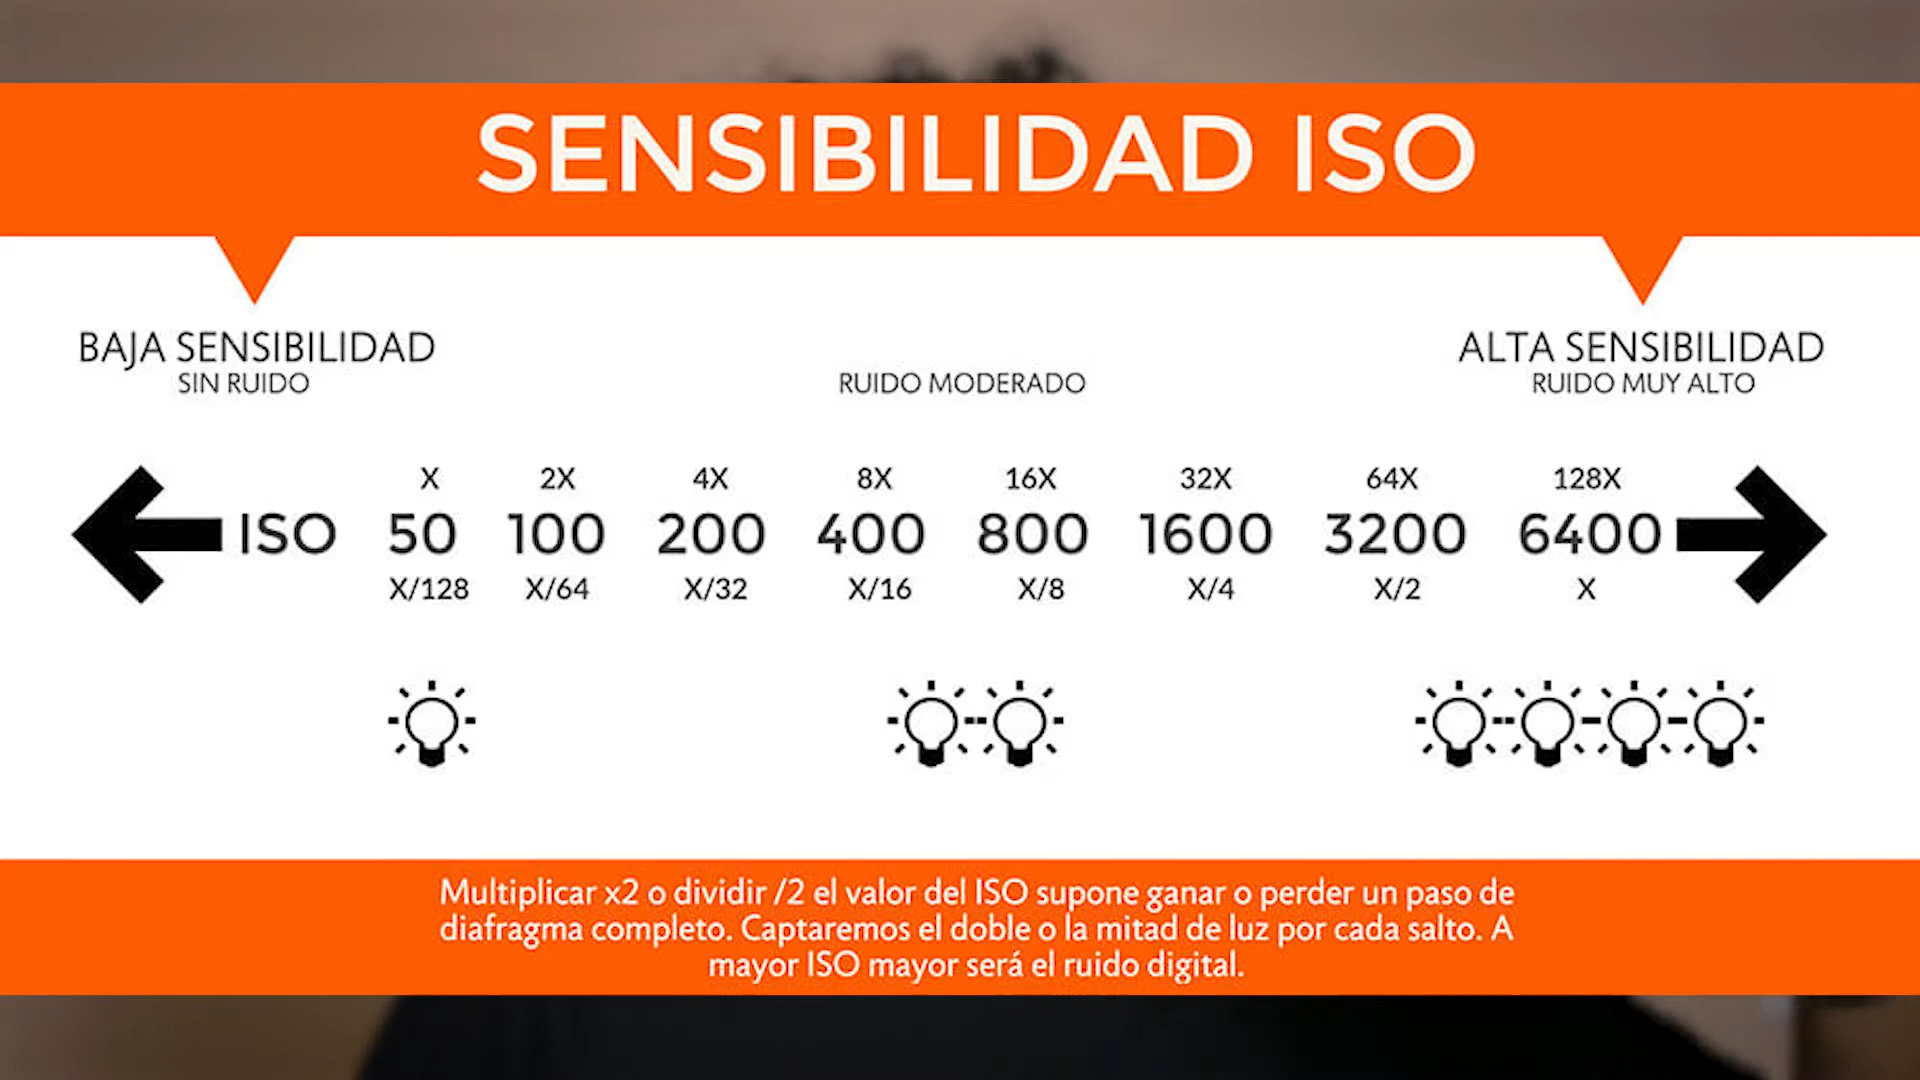 SENSIBILIDAD ISO
BAJA SENSIBILIDAD
SIN RUIDO
RUIDO MODERADO
ALTA SENSIBILIDAD
RUIDO MUY ALTO
X 2X 4X 8X 16X 32X 64X 128X
ISO 50 100 200 400 800 1600 3200 6400
X/128 X/64 X/32 X/16 X/8 X/4 X/2 X
Multiplicar x2 o dividir /2 el valor del ISO supone ganar o perder un paso de
diafragma completo. Captaremos el doble o la mitad de luz por cada salto. A
mayor ISO mayor será el ruido digital.